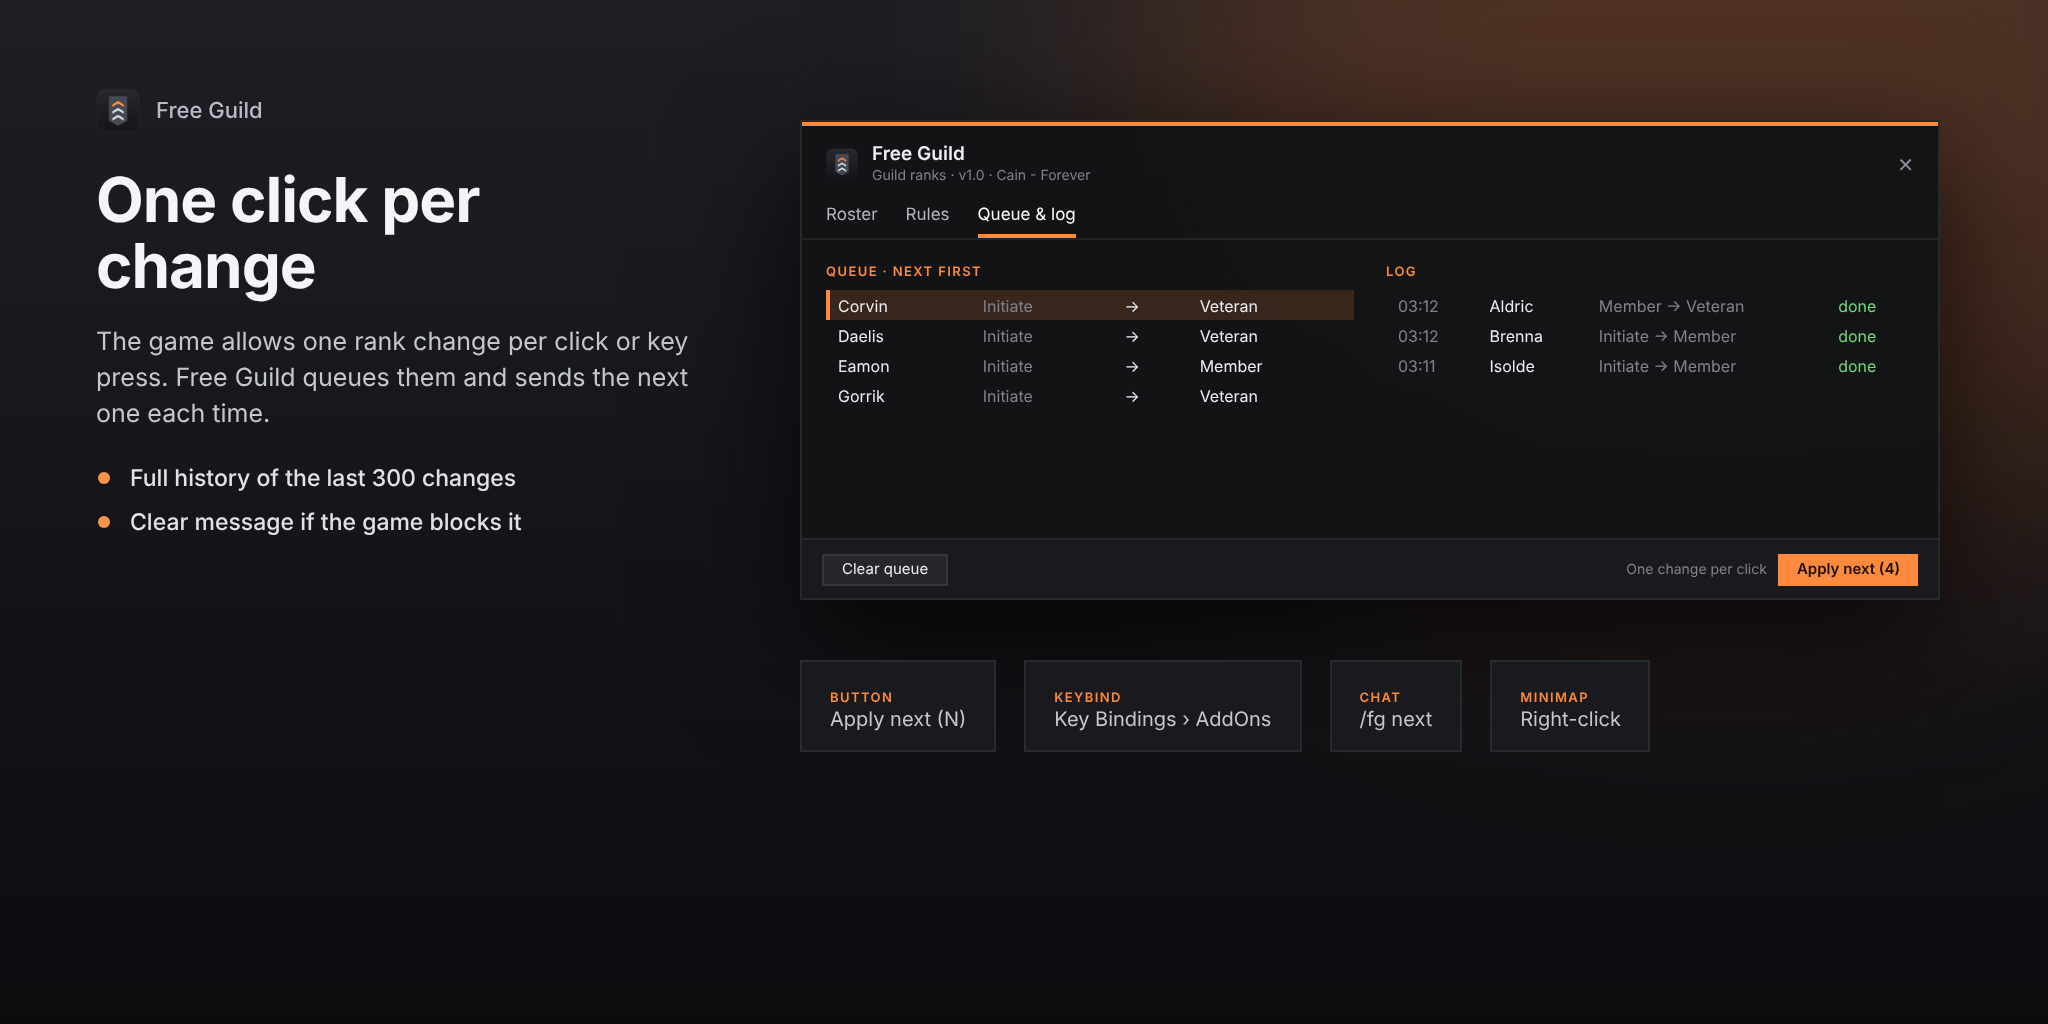 Free Guild
One click per
change
The game allows one rank change per click or key
press. Free Guild queues them and sends the next
one each time.
Full history of the last 300 changes
Clear message if the game blocks it
Free Guild
Guild ranks · v1.0 · Cain - Forever
×
Roster Rules Queue & log
QUEUE · NEXT FIRST
Corvin Initiate → Veteran
Daelis Initiate → Veteran
Eamon Initiate → Member
Gorrik Initiate → Veteran
LOG
03:12 Aldric Member → Veteran done
03:12 Brenna Initiate → Member done
03:11 Isolde Initiate → Member done
Clear queue
One change per click
Apply next (4)
BUTTON
Apply next (N)
KEYBIND
Key Bindings › AddOns
CHAT
/fg next
MINIMAP
Right-click